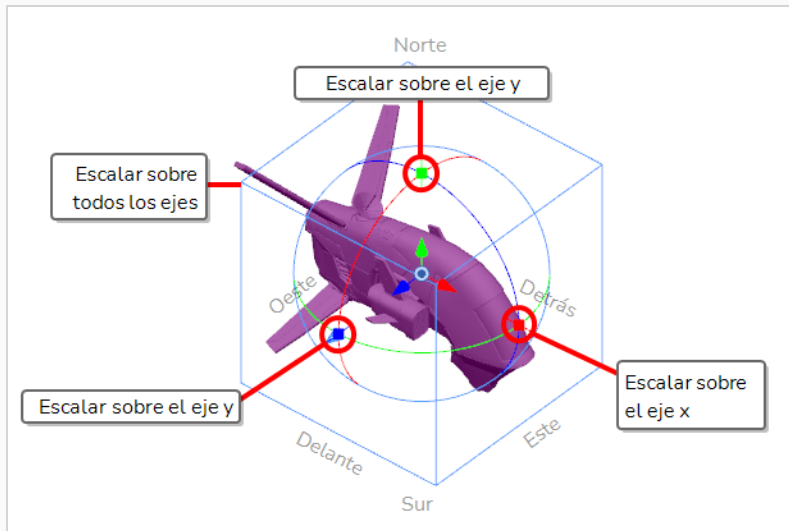 Norte
Escalar sobre el eje y
Escalar sobre
todos los ejes
Oeste
Detrás
Escalar sobre
el eje x
Escalar sobre el eje y
Este
Delante
Sur